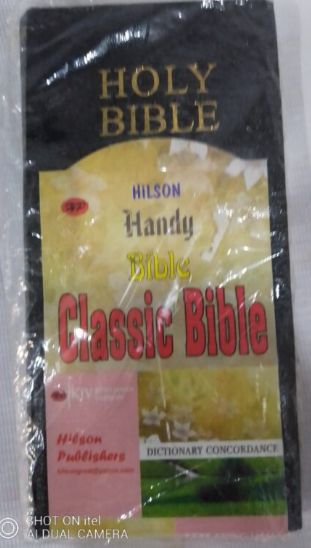 HOLY
BIBLE
HILSON
Handy
Bible
Classic Bible
kjv
Hilson
Publishers
DICTIONARY CONCORDANCE
SHOT ON itel
AI DUAL CAMERA